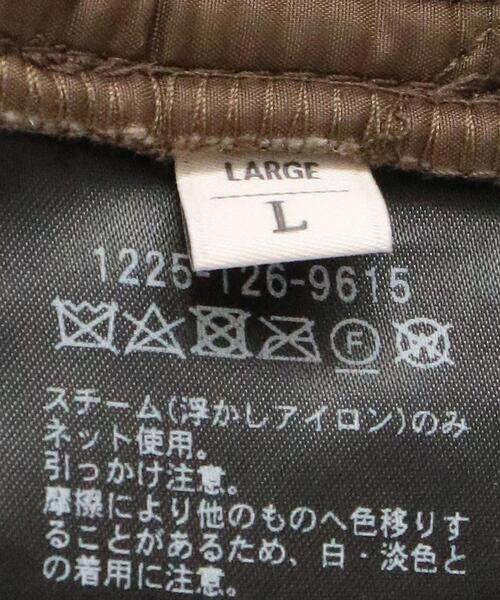 LARGE
L
1225-126-9615
F
W
スチーム(浮かしアイロン)のみ
ネット使用。
引っかけ注意。
摩擦により他のものへ色移りす
ることがあるため、白・淡色と
の着用に注意。